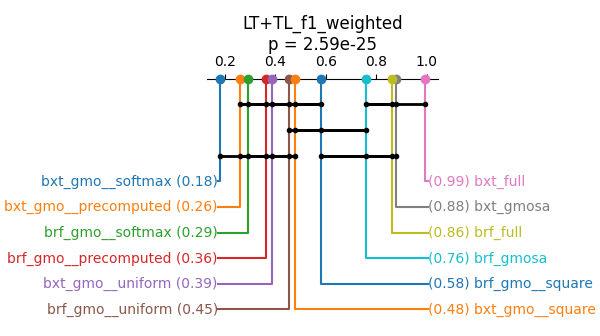 LT+TL_f1_weighted
p = 2.59e-25
0.2 0.4 0.6 0.8 1.0
bxt_gmo__softmax (0.18)
bxt_gmo__precomputed (0.26)
brf_gmo__softmax (0.29)
brf_gmo__precomputed (0.36)
bxt_gmo__uniform (0.39)
brf_gmo__uniform (0.45)
(0.99) bxt_full
(0.88) bxt_gmosa
(0.86) brf_full
(0.76) brf_gmosa
(0.58) brf_gmo__square
(0.48) bxt_gmo__square